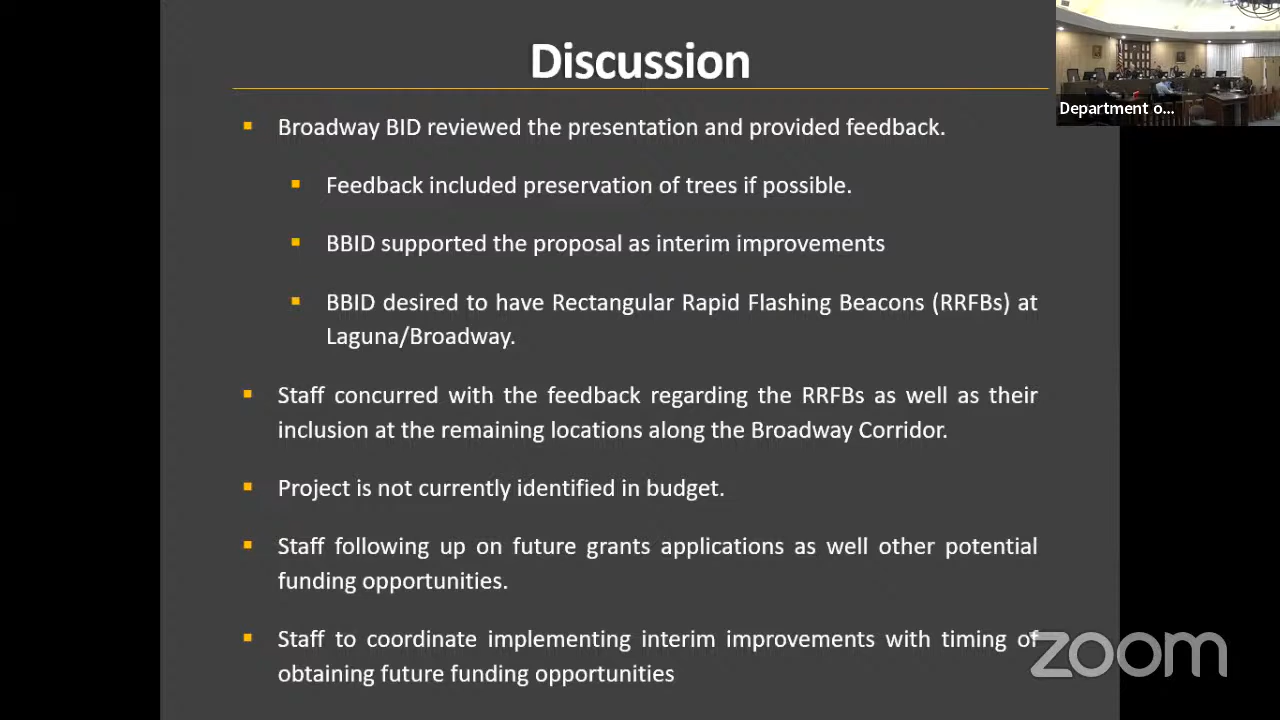 Discussion
Department o...
Broadway BID reviewed the presentation and provided feedback.
Feedback included preservation of trees if possible.
BBID supported the proposal as interim improvements
BBID desired to have Rectangular Rapid Flashing Beacons (RRFBs) at
Laguna/Broadway.
Staff concurred with the feedback regarding the RRFBs as well as their
inclusion at the remaining locations along the Broadway Corridor.
Project is not currently identified in budget.
Staff following up on future grants applications as well other potential
funding opportunities.
Staff to coordinate implementing interim improvements with timing of
obtaining future funding opportunities
zoom